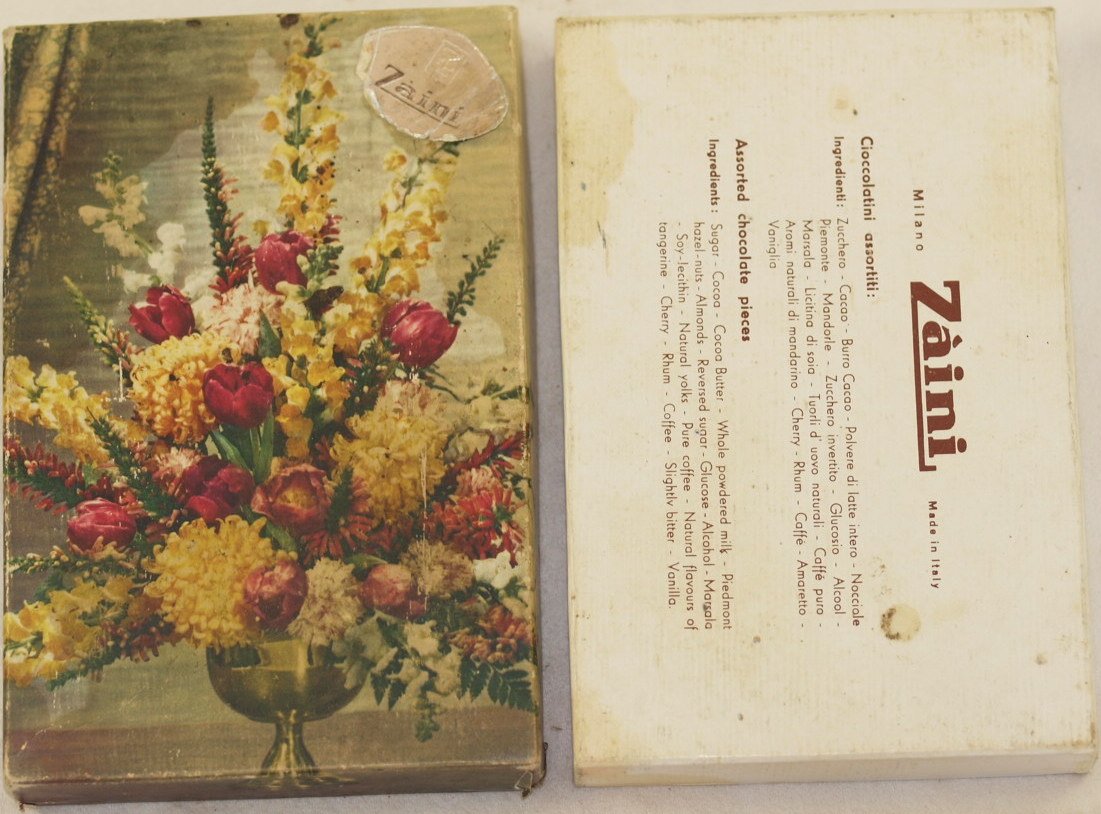 Zàini
Milano
Zàini
Made in Italy
Cioccolatini assortiti:
Ingredienti: Zucchero - Cacao - Burro Cacao - Polvere di latte intero - Nocciole
Piemonte - Mandorle - Zucchero invertito - Glucosio - Alcool -
Marsala - Licitina di soia - Tuorli d'uovo naturali - Caffé puro -
Aromi naturali di mandarino - Cherry - Rhum - Caffé - Amaretto -
Vaniglia
Assorted chocolate pieces
Ingredients: Sugar - Cocoa - Cocoa Butter - Whole powdered milk - Piedmont
hazel-nuts - Almonds - Reversed sugar - Glucose - Alcohol - Marsala
- Soy-lecithin - Natural yolks - Pure coffee - Natural flavours of
tangerine - Cherry - Rhum - Coffee - Slightly bitter - Vanilla.